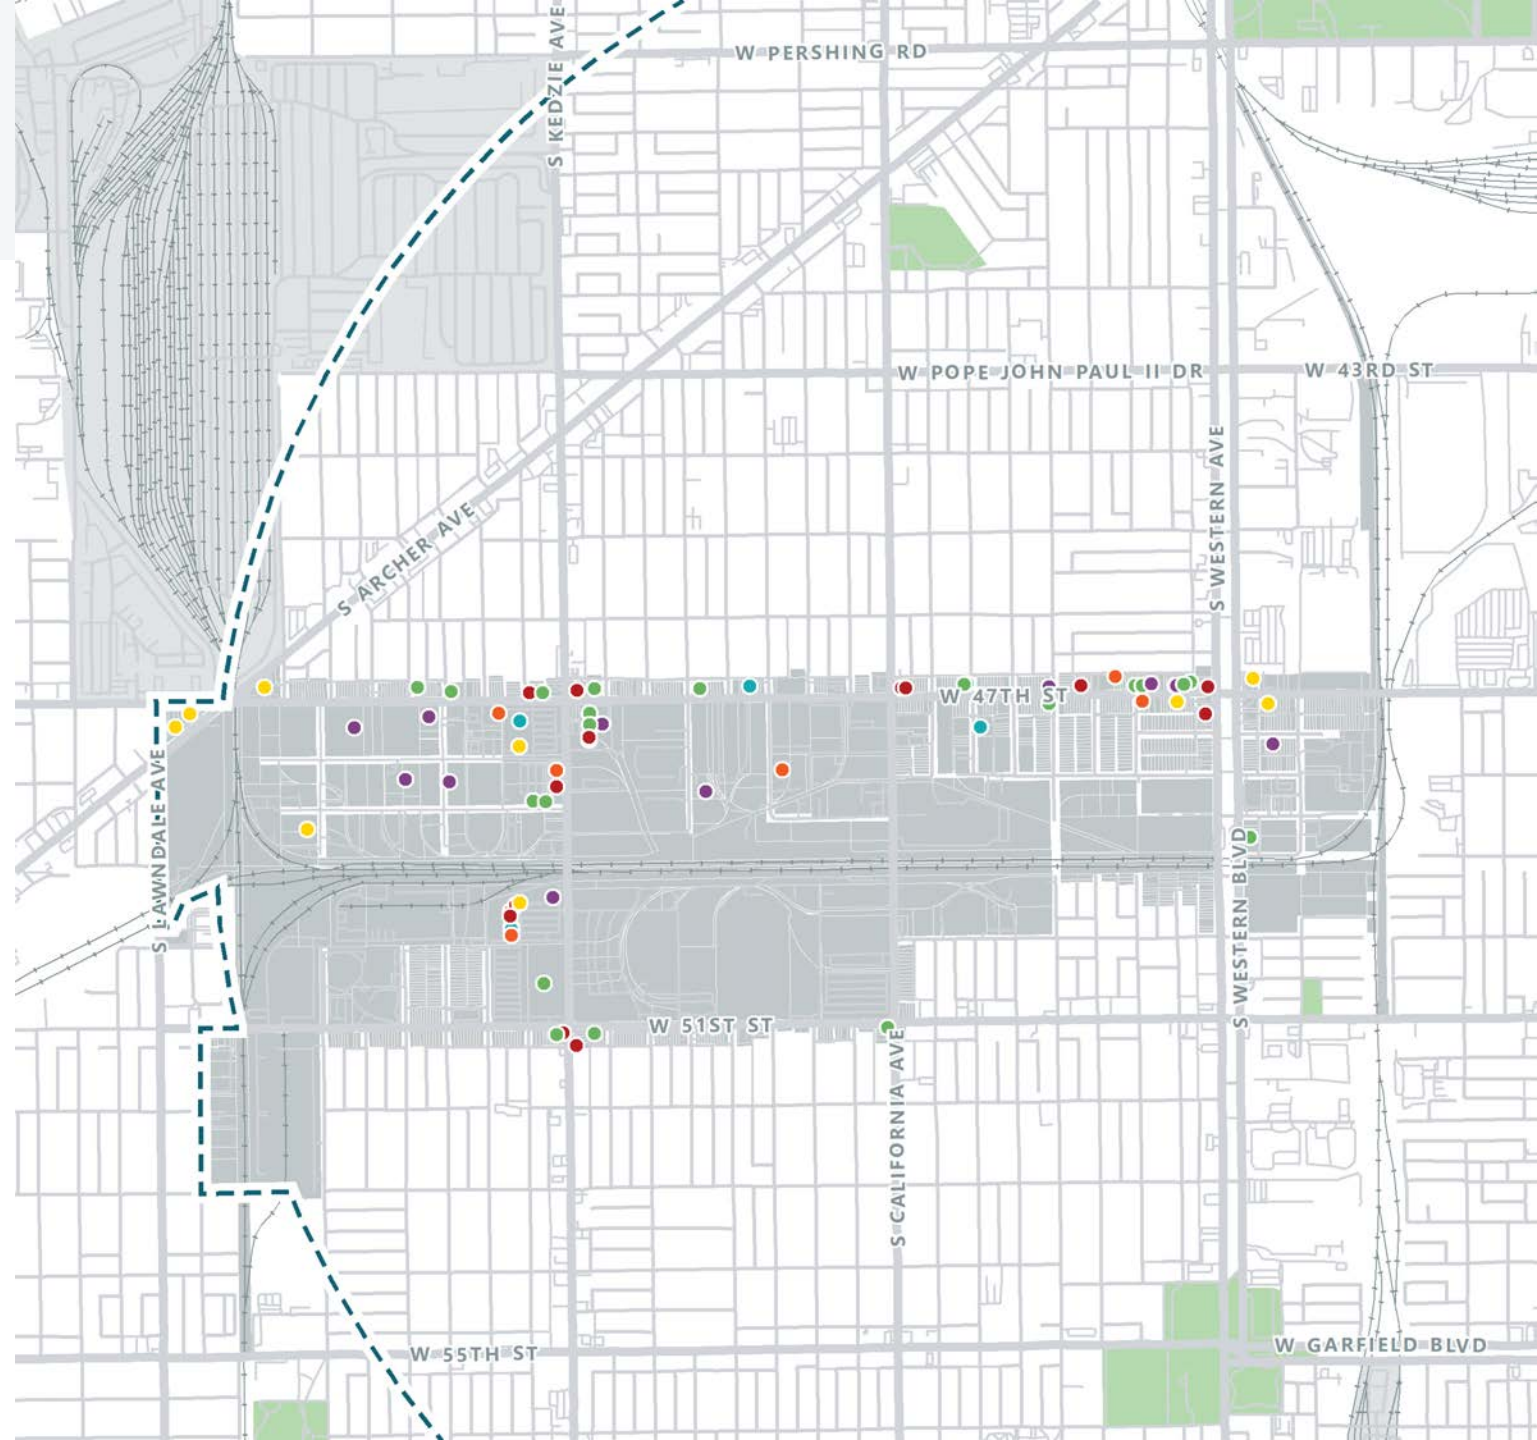 S KEDZIE AVE
W PERSHING RD
W POPE JOHN PAUL II DR
W 43RD ST
S WESTERN AVE
S ARCHER AVE
W 47TH ST
S LAWNDALE AVE
S WESTERN BLVD
W 51ST ST
S CALIFORNIA AVE
W GARFIELD BLVD
W 55TH ST